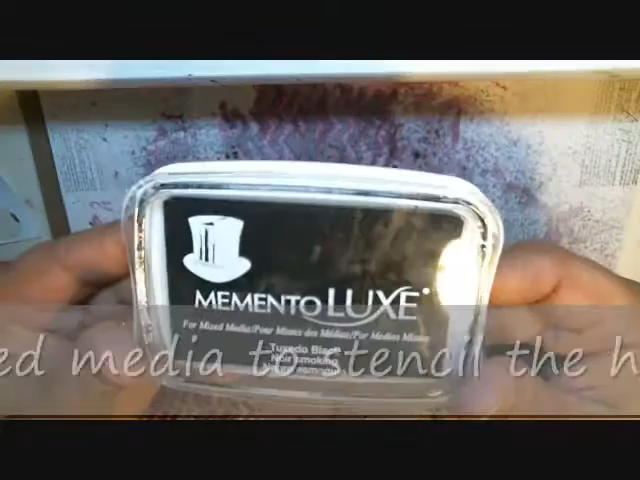 MEMENTO LUXE
For Mixed Media/Pour Mixtes des Médias/Par Medios Mixtos
Tuxedo Black
Noir smoking
ed media to stencil the h